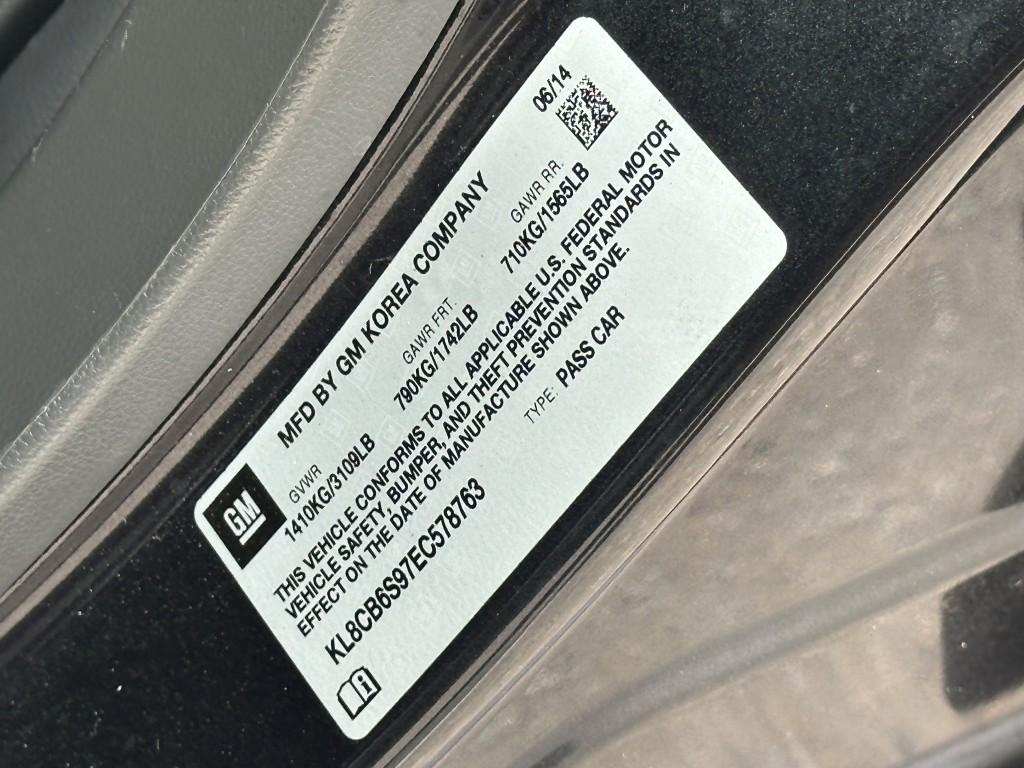 06/14
GM
MFD BY GM KOREA COMPANY
GVWR GAWR FRT. GAWR RR.
1410KG/3109LB 790KG/1742LB 710KG/1565LB
THIS VEHICLE CONFORMS TO ALL APPLICABLE U.S. FEDERAL MOTOR
VEHICLE SAFETY, BUMPER, AND THEFT PREVENTION STANDARDS IN
EFFECT ON THE DATE OF MANUFACTURE SHOWN ABOVE.
KL8CB6S97EC578763 TYPE: PASS CAR